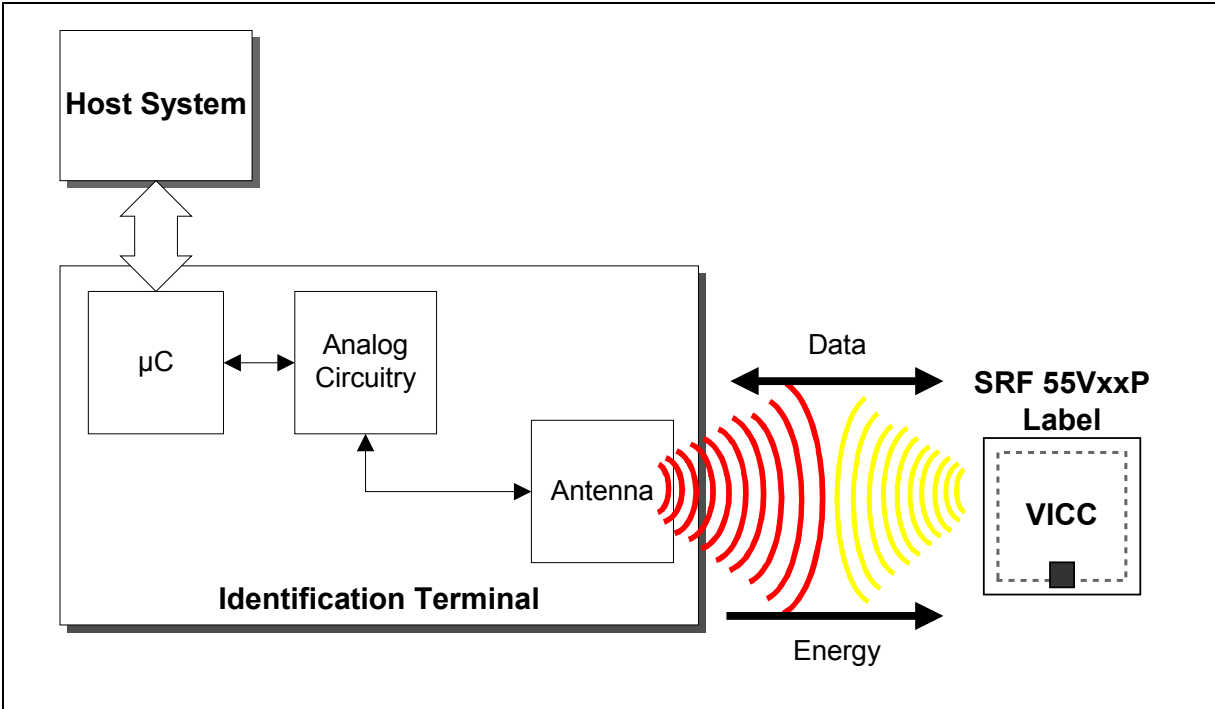 Host System
µC
Analog
Circuitry
Antenna
Identification Terminal
Data
Energy
SRF 55VxxP
Label
VICC